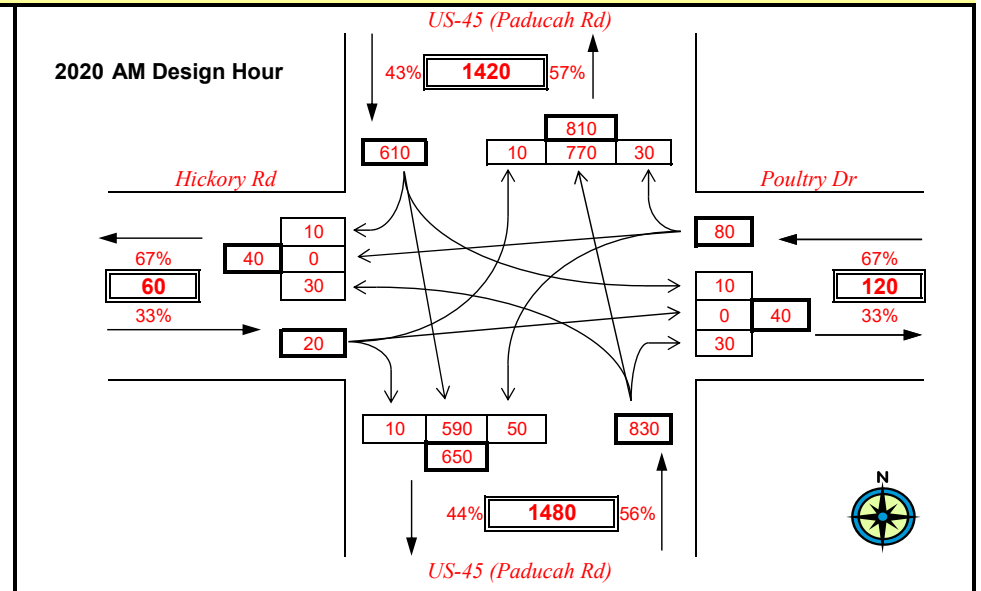 US-45 (Paducah Rd)
2020 AM Design Hour
43% 1420 57%
810
610 10 770 30
Hickory Rd Poultry Dr
10 80
67% 40 0 67%
60 30 10 120
33% 0 40 33%
20 30
10 590 50 830
650
N
44% 1480 56%
US-45 (Paducah Rd)